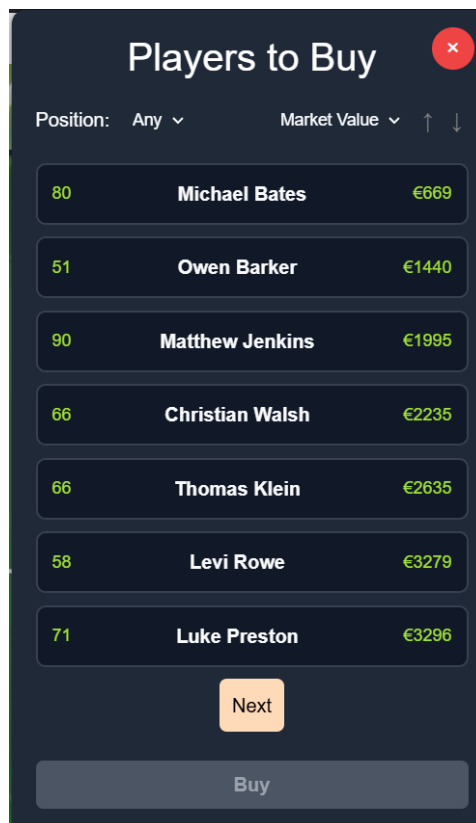 Players to Buy
×
Position: Any Market Value ↑ ↓
80 Michael Bates €669
51 Owen Barker €1440
90 Matthew Jenkins €1995
66 Christian Walsh €2235
66 Thomas Klein €2635
58 Levi Rowe €3279
71 Luke Preston €3296
Next
Buy